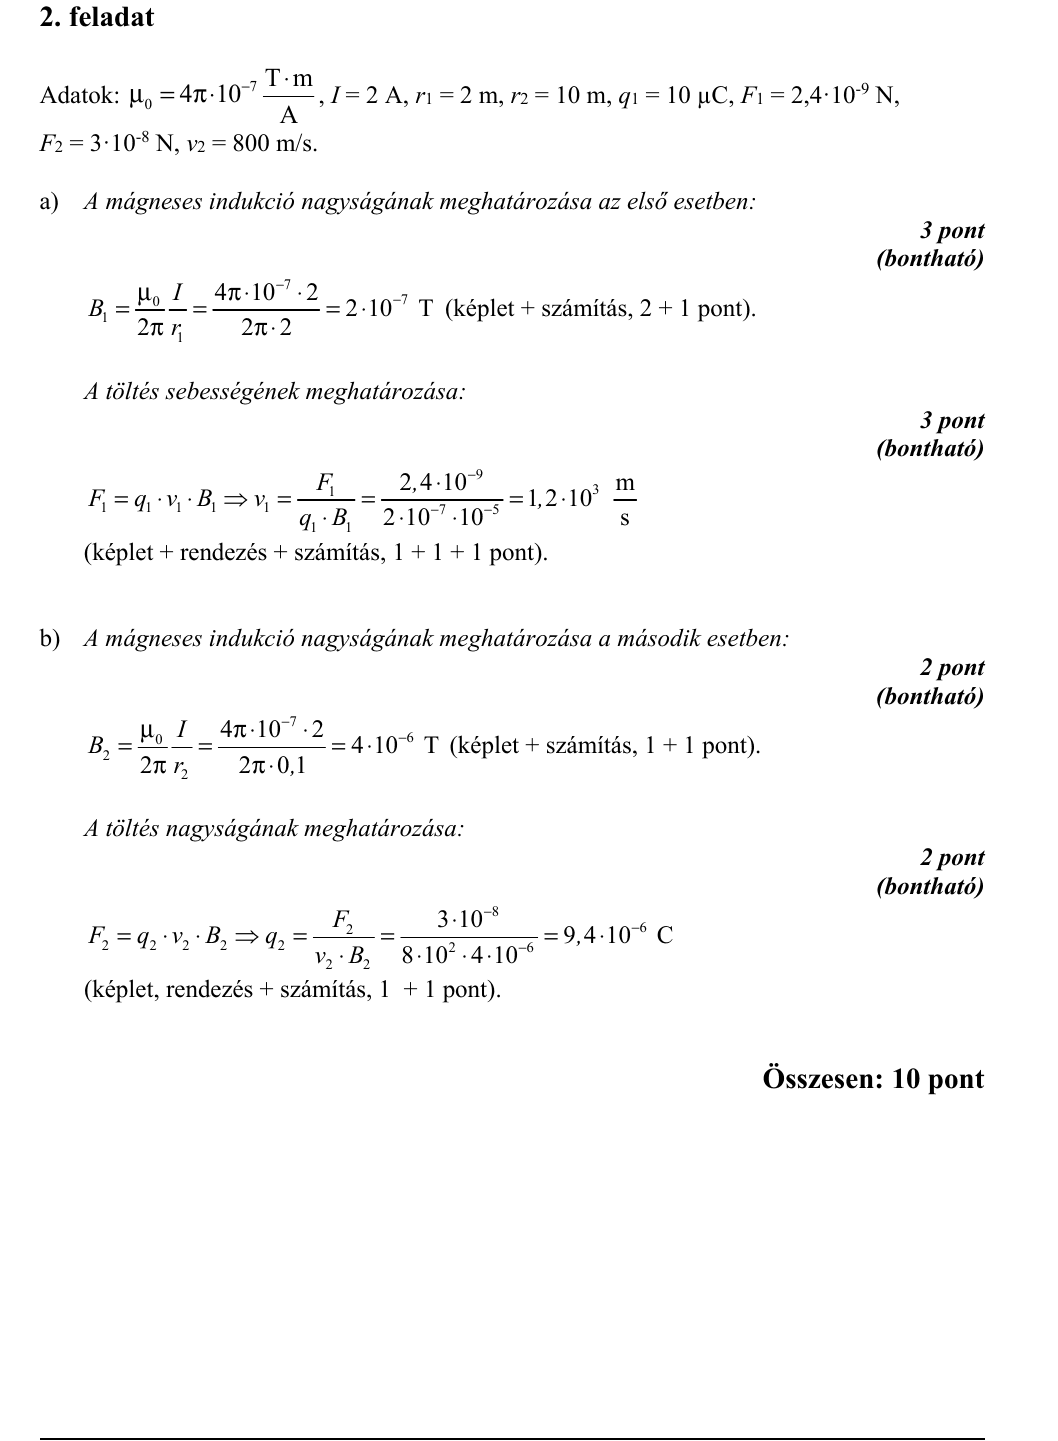 2. feladat
Adatok: μ₀ = 4π·10⁻⁷ T·m/A, I = 2 A, r1 = 2 m, r2 = 10 m, q1 = 10 μC, F1 = 2,4·10⁻⁹ N,
F2 = 3·10⁻⁸ N, v2 = 800 m/s.
a) A mágneses indukció nagyságának meghatározása az első esetben:
3 pont
(bontható)
B₁ = μ₀/2π I/r₁ = 4π·10⁻⁷·2/2π·2 = 2·10⁻⁷ T (képlet + számítás, 2 + 1 pont).
A töltés sebességének meghatározása:
3 pont
(bontható)
F₁ = q₁·v₁·B₁ ⇒ v₁ = F₁/q₁·B₁ = 2,4·10⁻⁹/2·10⁻⁷·10⁻⁵ = 1,2·10³ m/s
(képlet + rendezés + számítás, 1 + 1 + 1 pont).
b) A mágneses indukció nagyságának meghatározása a második esetben:
2 pont
(bontható)
B₂ = μ₀/2π I/r₂ = 4π·10⁻⁷·2/2π·0,1 = 4·10⁻⁶ T (képlet + számítás, 1 + 1 pont).
A töltés nagyságának meghatározása:
2 pont
(bontható)
F₂ = q₂·v₂·B₂ ⇒ q₂ = F₂/v₂·B₂ = 3·10⁻⁸/8·10²·4·10⁻⁶ = 9,4·10⁻⁶ C
(képlet, rendezés + számítás, 1 + 1 pont).
Összesen: 10 pont